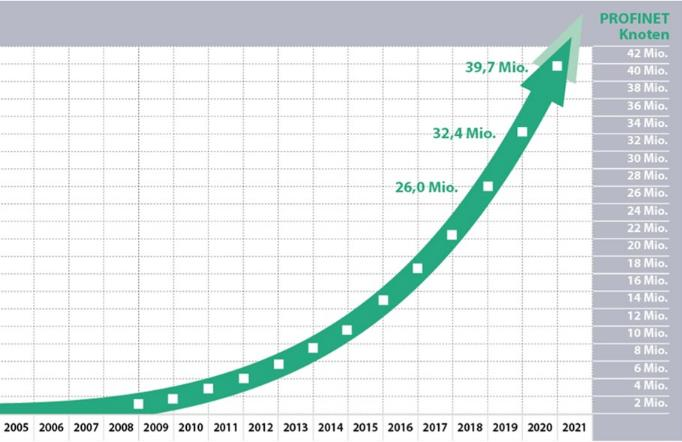 PROFINET
Knoten
42 Mio.
39,7 Mio.
40 Mio.
38 Mio.
36 Mio.
34 Mio.
32,4 Mio.
32 Mio.
30 Mio.
28 Mio.
26,0 Mio.
26 Mio.
24 Mio.
22 Mio.
20 Mio.
18 Mio.
16 Mio.
14 Mio.
12 Mio.
10 Mio.
8 Mio.
6 Mio.
4 Mio.
2 Mio.
2005 2006 2007 2008 2009 2010 2011 2012 2013 2014 2015 2016 2017 2018 2019 2020 2021